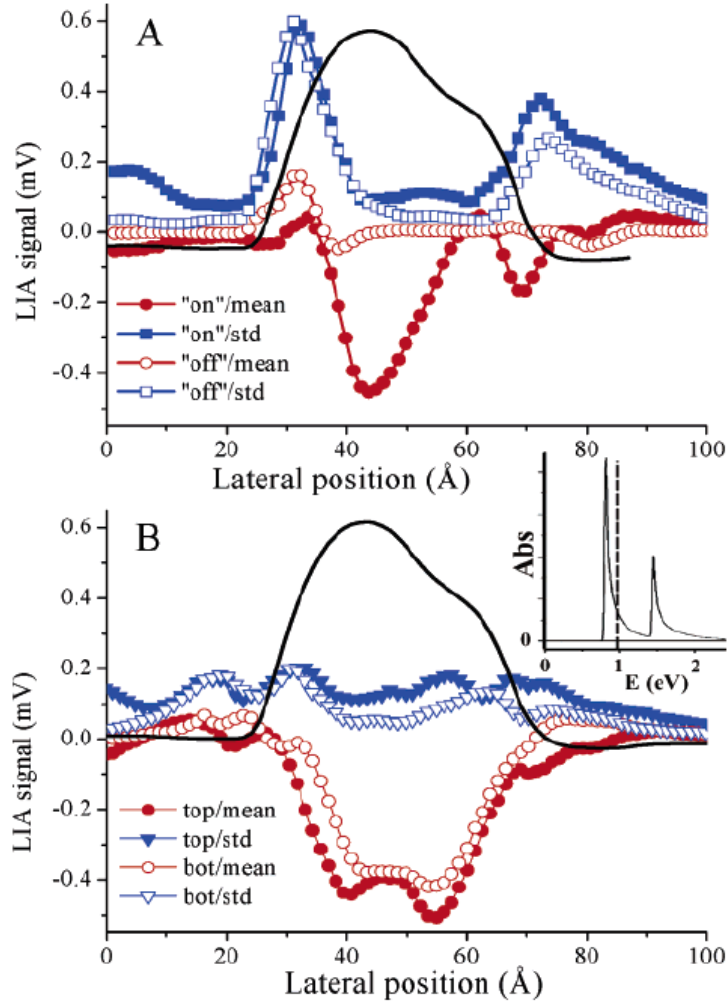 A
0.6
0.4
0.2
0.0
-0.2
-0.4
LIA signal (mV)
"on"/mean
"on"/std
"off"/mean
"off"/std
0 20 40 60 80 100
Lateral position (Å)
B
0.6
0.4
0.2
0.0
-0.2
-0.4
LIA signal (mV)
top/mean
top/std
bot/mean
bot/std
0 20 40 60 80 100
Lateral position (Å)
Abs
0
0 1 2
E (eV)